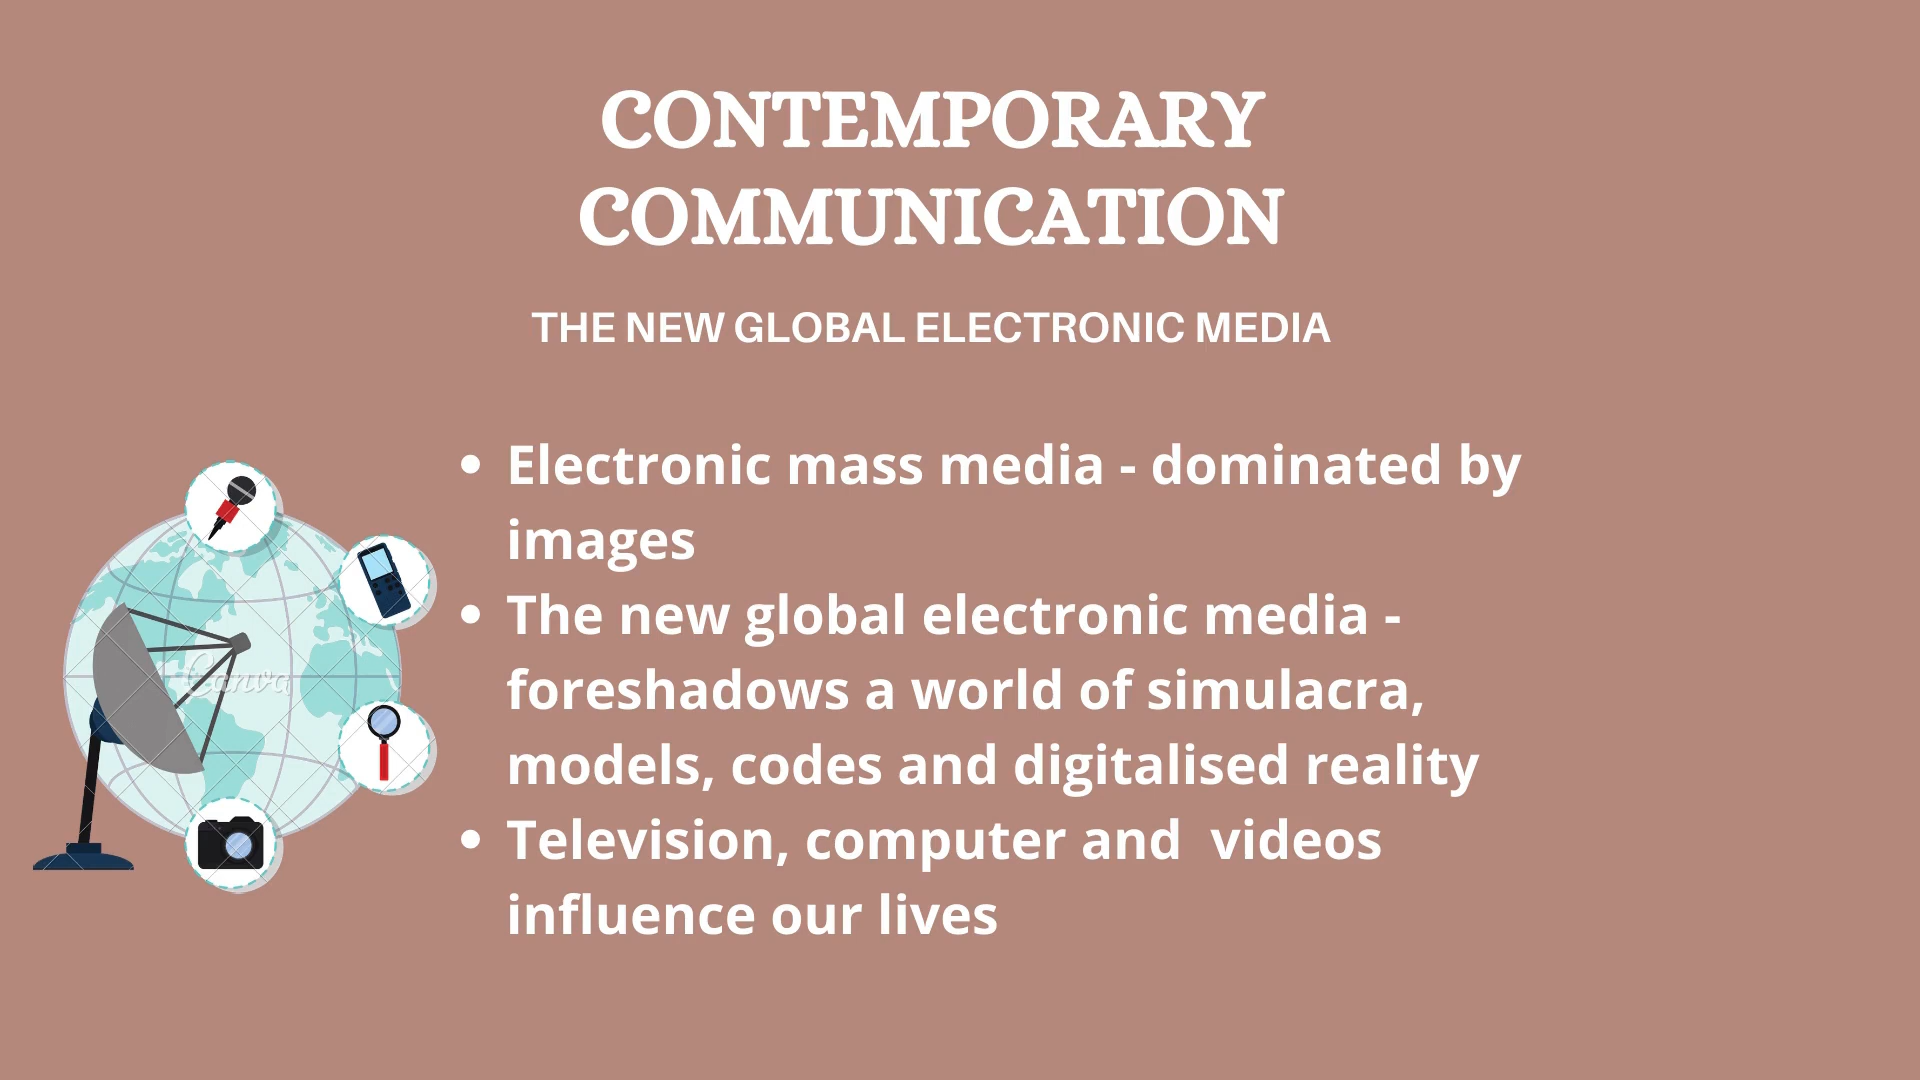 CONTEMPORARY
COMMUNICATION
THE NEW GLOBAL ELECTRONIC MEDIA
• Electronic mass media - dominated by
images
• The new global electronic media -
foreshadows a world of simulacra,
models, codes and digitalised reality
• Television, computer and  videos
influence our lives
Canva